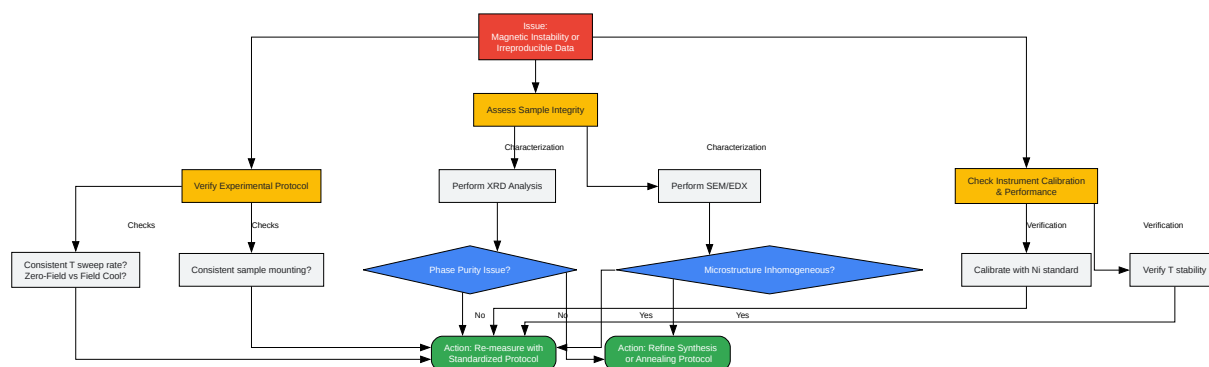 Issue:
Magnetic Instability or
Irreproducible Data
Assess Sample Integrity
Characterization
Characterization
Verify Experimental Protocol
Perform XRD Analysis
Perform SEM/EDX
Check Instrument Calibration
& Performance
Checks
Checks
Verification
Verification
Consistent T sweep rate?
Zero-Field vs Field Cool?
Consistent sample mounting?
Phase Purity Issue?
Microstructure Inhomogeneous?
Calibrate with Ni standard
Verify T stability
No
No
Yes
Yes
Action: Re-measure with
Standardized Protocol
Action: Refine Synthesis
or Annealing Protocol